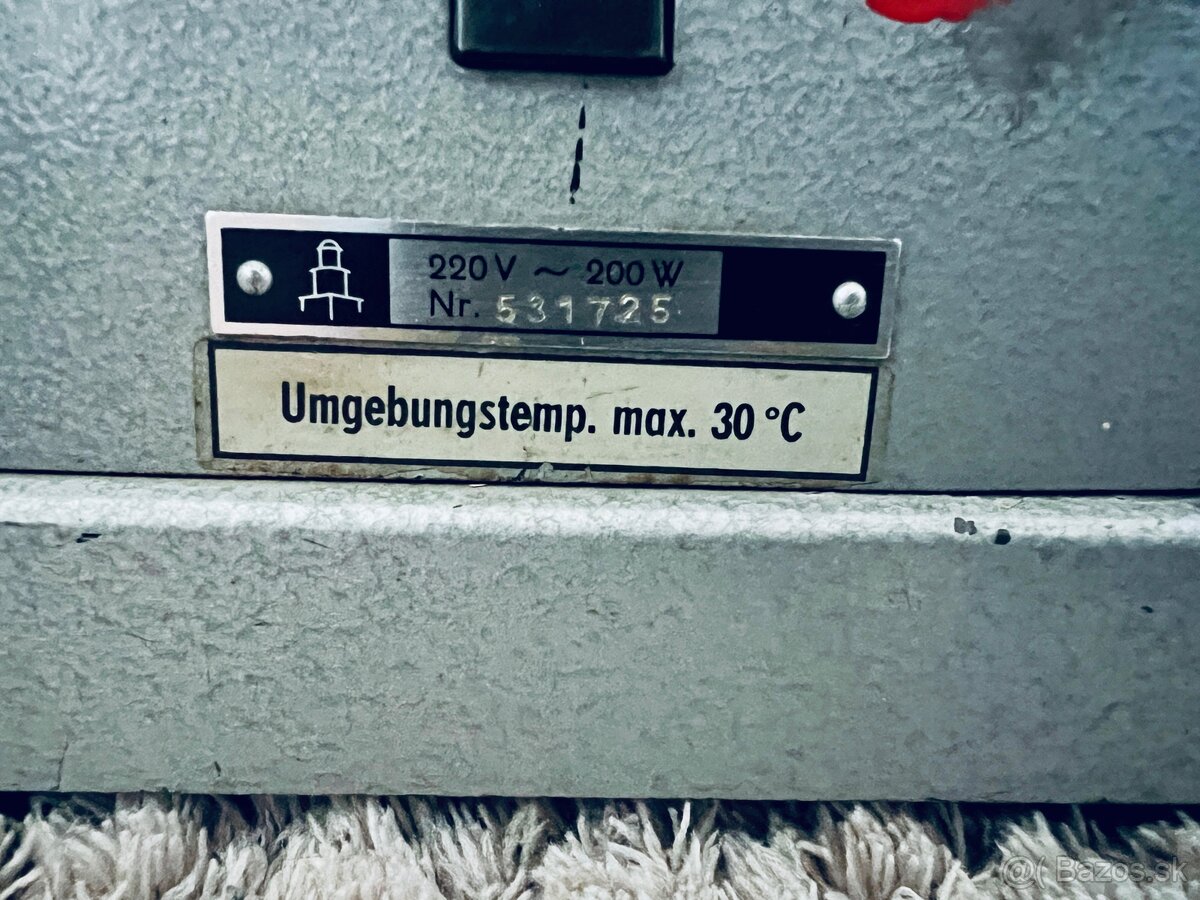 220V ~ 200W
Nr. 531725
Umgebungstemp. max. 30 °C
@( Bazos.sk